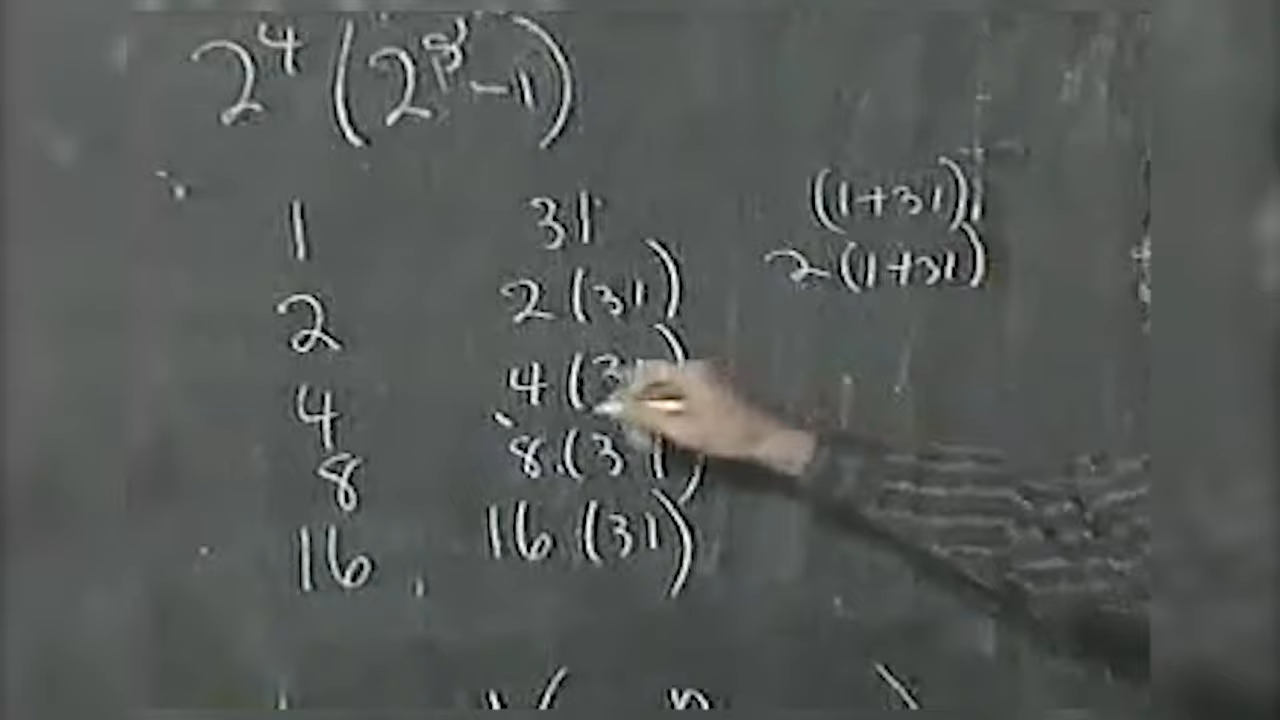 2⁴(2⁵-1)
1 31 (1+31)1
2 2(31) 2(1+31)
4 4(31)
8 8.(31)
16 16(31)